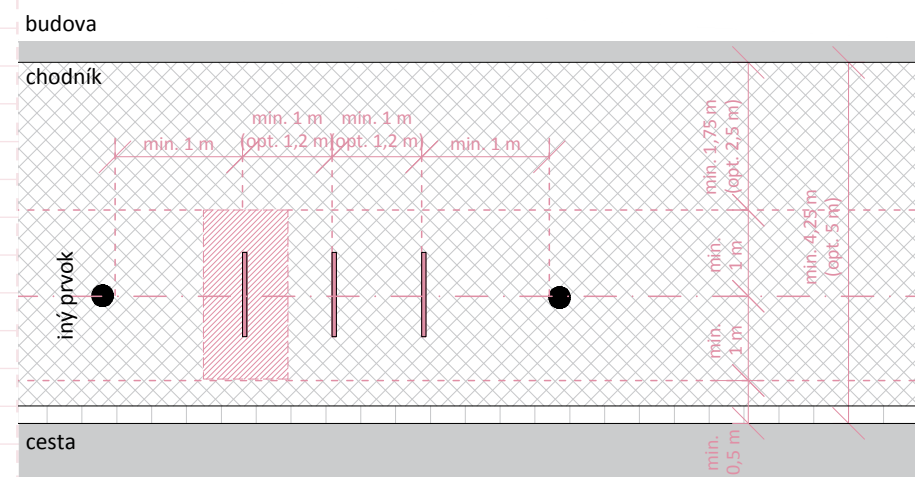 budova
chodník
min. 1 m
min. 1 m
(opt. 1,2 m)
min. 1 m
(opt. 1,2 m)
min. 1 m
min. 1,75 m
(opt. 2,5 m)
min. 4,25 m
(opt. 5 m)
min.
1 m
min.
1 m
min.
0,5 m
iný prvok
cesta